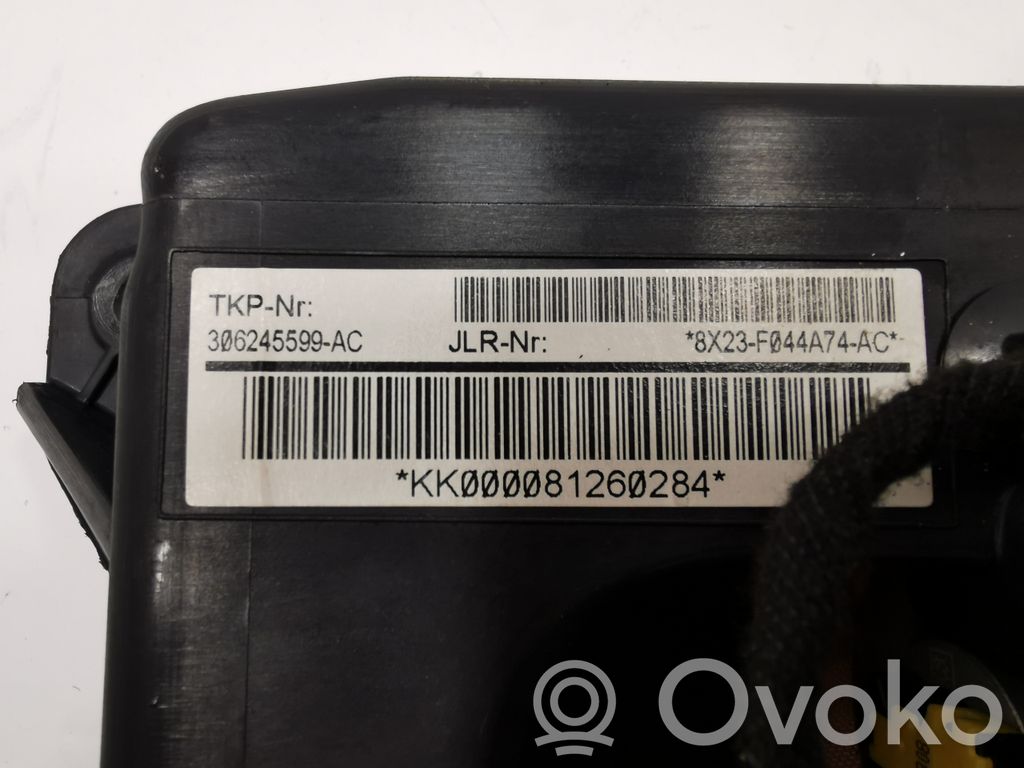 TKP-Nr:
306245599-AC JLR-Nr: *8X23-F044A74-AC*
*KK000081260284*
Ovoko